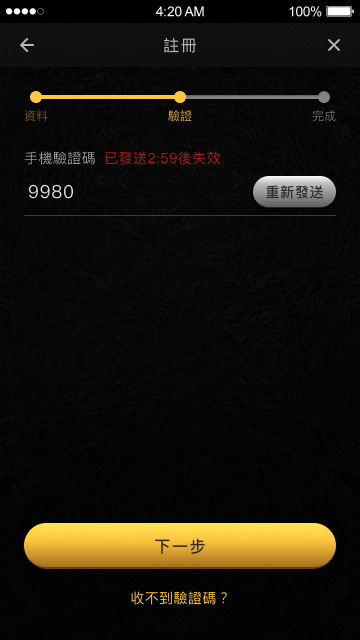 4:20 AM
100%
註冊
資料
驗證
完成
手機驗證碼 已發送2:59後失效
9980
重新發送
下一步
收不到驗證碼？